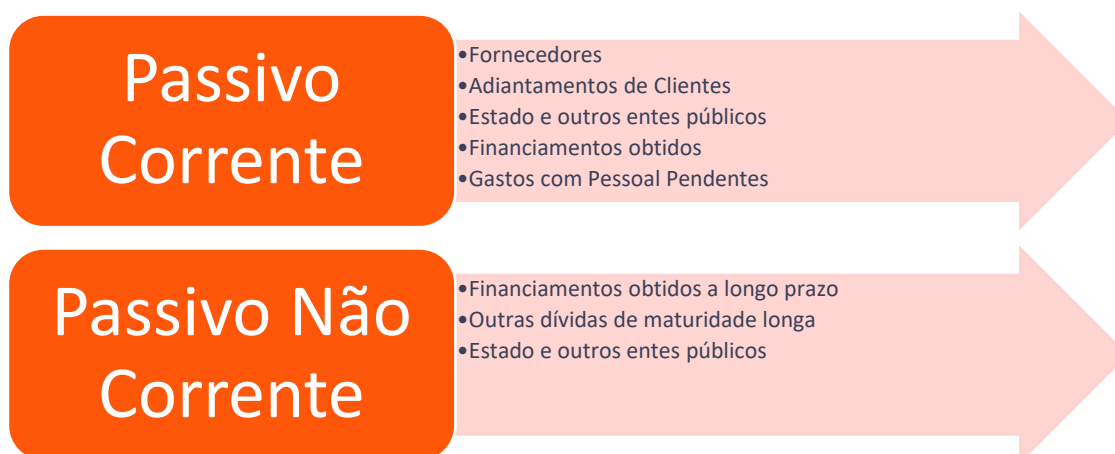 Passivo
Corrente
•Fornecedores
•Adiantamentos de Clientes
•Estado e outros entes públicos
•Financiamentos obtidos
•Gastos com Pessoal Pendentes
Passivo Não
Corrente
•Financiamentos obtidos a longo prazo
•Outras dívidas de maturidade longa
•Estado e outros entes públicos